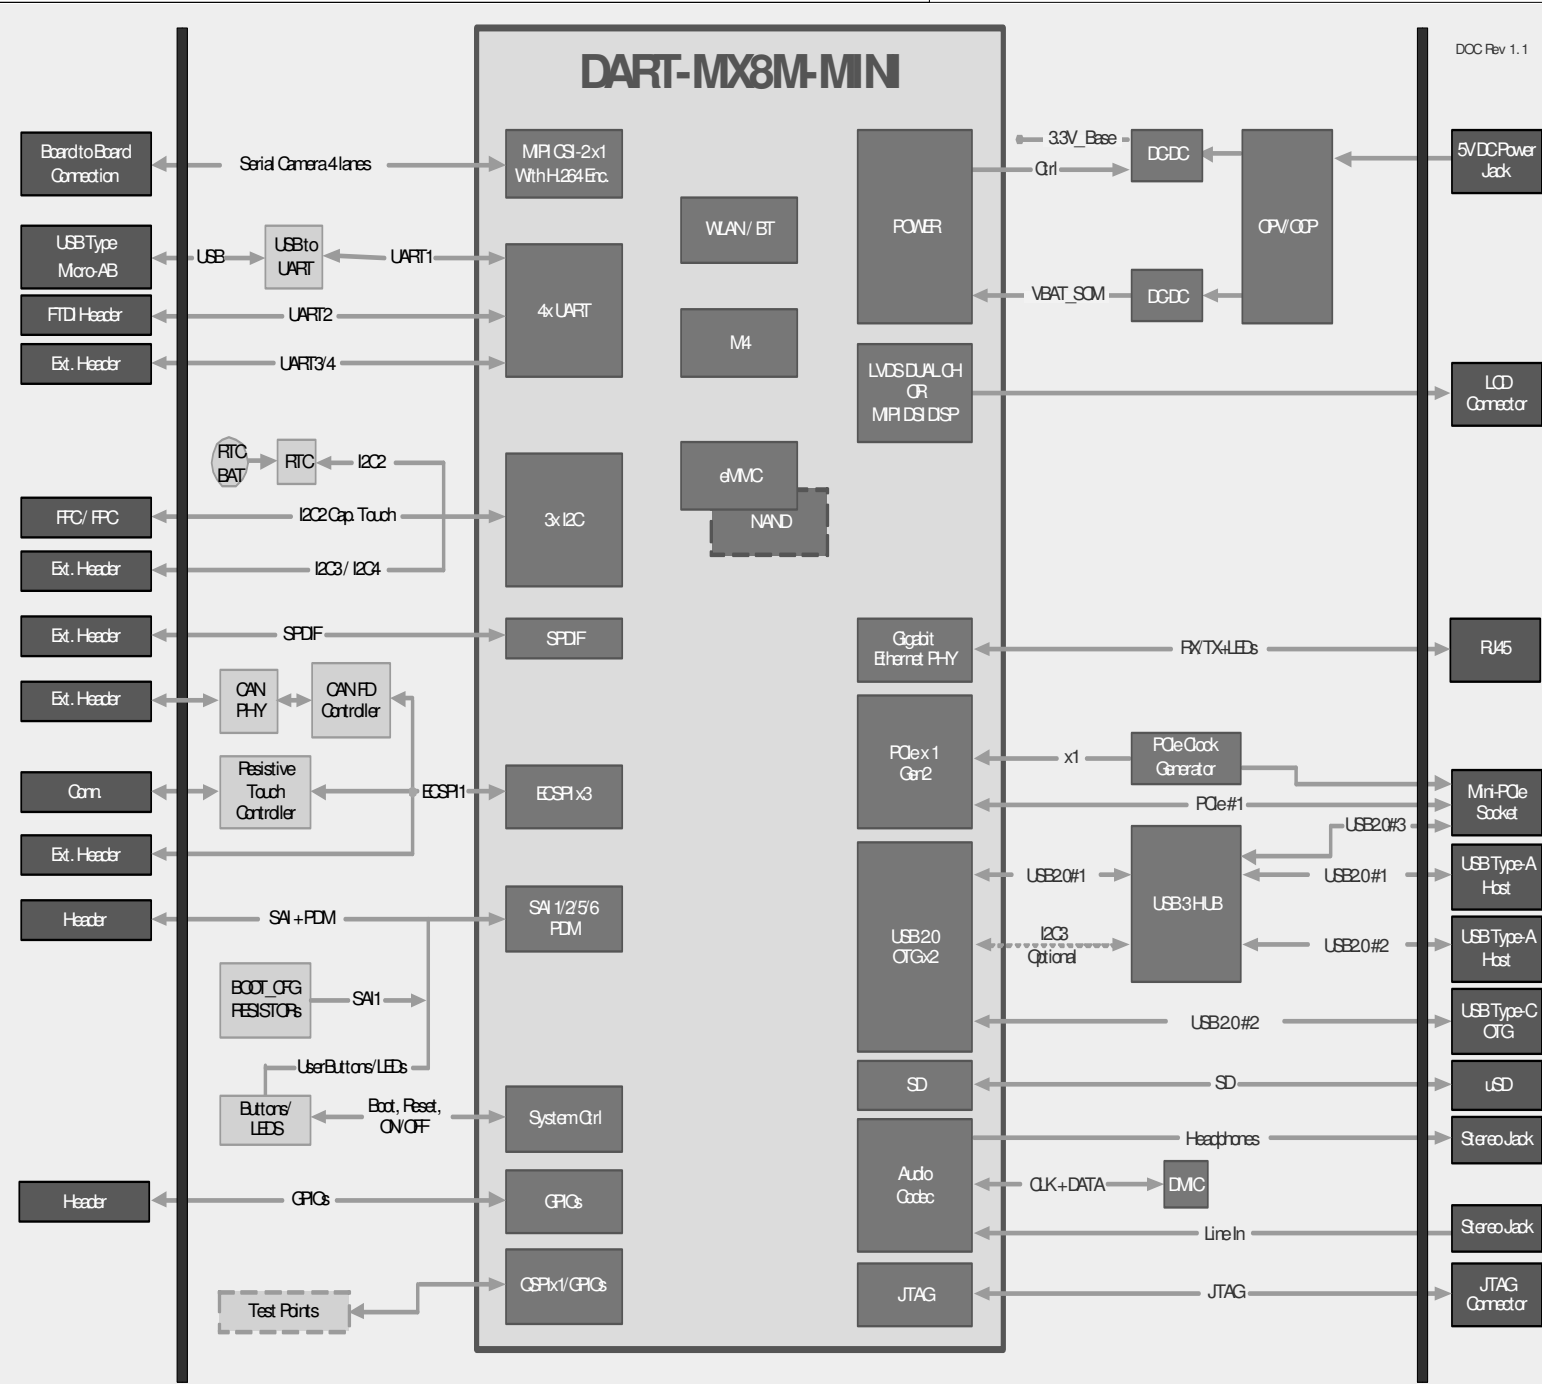 DOC Rev 1.1
DART-MX8M-MINI
Board to Board
Connection
Serial Camera 4 lanes
MIPI CSI-2 x1
With H.264 Enc.
USB Type
Micro-AB
USB
USB to
UART
UART1
4x UART
FTDI Header
UART2
Ext. Header
UART3/4
RTC
BAT
RTC
I2C2
FFC / FPC
I2C2 Cap. Touch
3x I2C
Ext. Header
I2C3 / I2C4
Ext. Header
SPDIF
SPDIF
Ext. Header
CAN
PHY
CAN FD
Controller
Conn.
Resistive
Touch
Controller
ECSPI1
ECSPI x3
Ext. Header
Header
SAI + PDM
SAI 1/2/5/6
PDM
BOOT_CFG
RESISTORs
SAI1
User Buttons/LEDs
Buttons/
LEDS
Boot, Reset,
ON/OFF
System Ctrl
Header
GPIOs
GPIOs
Test Points
QSPI x1/ GPIOs
WLAN / BT
M4
eMMC
NAND
POWER
3.3V_Base
Ctrl
DCDC
VBAT_SOM
DCDC
OPV/OCP
5V DC Power
Jack
LVDS DUAL CH
OR
MIPI DSI DISP
LCD
Connector
Gigabit
Ethernet PHY
RX/TX+LEDs
RJ45
PCIe x 1
Gen2
x1
PCIe Clock
Generator
PCIe #1
Mini-PCIe
Socket
USB2.0 #3
USB 2.0
OTG x2
USB2.0 #1
I2C3
Optional
USB 3 HUB
USB2.0 #1
USB Type-A
Host
USB2.0 #2
USB Type-A
Host
USB2.0 #2
USB Type-C
OTG
SD
SD
uSD
Audio
Codec
Headphones
Stereo Jack
CLK + DATA
DMIC
Line In
Stereo Jack
JTAG
JTAG
JTAG
Connector